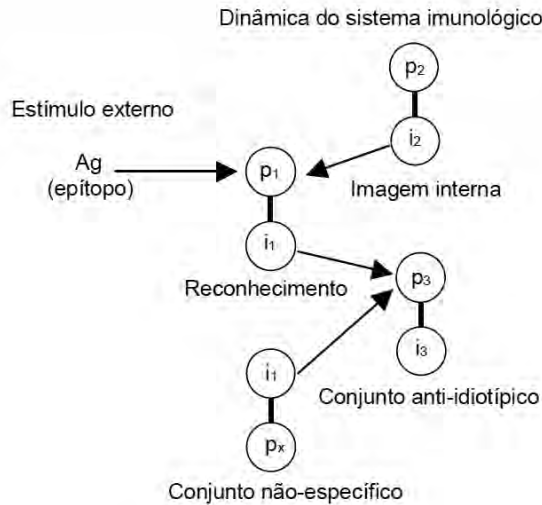 Dinâmica do sistema imunológico
p2
Estímulo externo
i2
Ag
(epítopo)
p1
Imagem interna
i1
Reconhecimento
p3
i1
i3
Conjunto anti-idiotípico
px
Conjunto não-específico